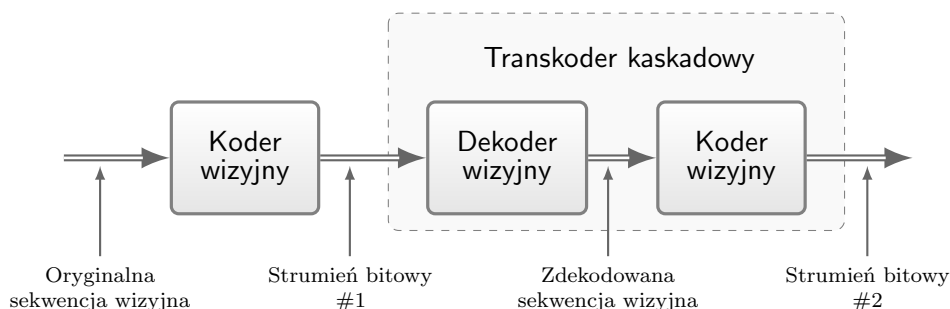 Transkoder kaskadowy
Koder
wizyjny
Dekoder
wizyjny
Koder
wizyjny
Oryginalna
sekwencja wizyjna
Strumień bitowy
#1
Zdekodowana
sekwencja wizyjna
Strumień bitowy
#2